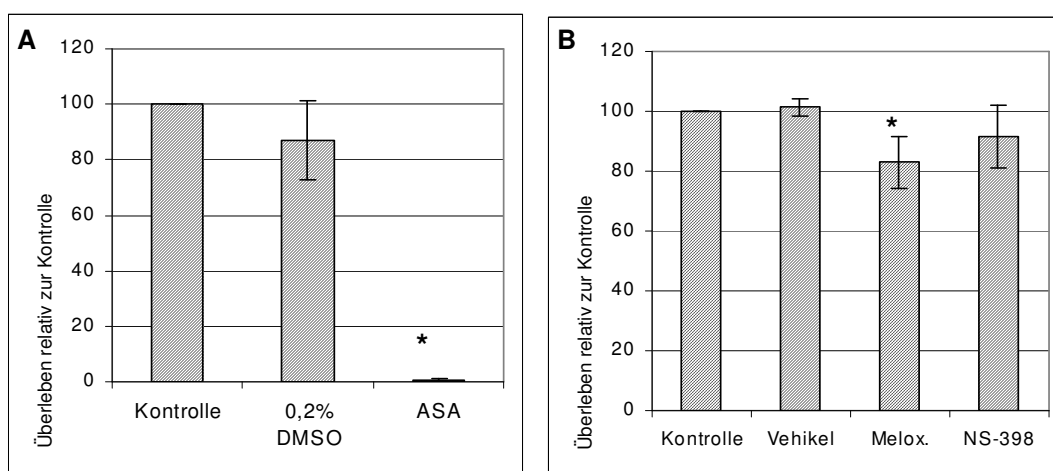 A
Überleben relativ zur Kontrolle
120
100
80
60
40
20
0
*
Kontrolle
0,2%
DMSO
ASA
B
Überleben relativ zur Kontrolle
120
100
80
60
40
20
0
*
Kontrolle
Vehikel
Melox.
NS-398